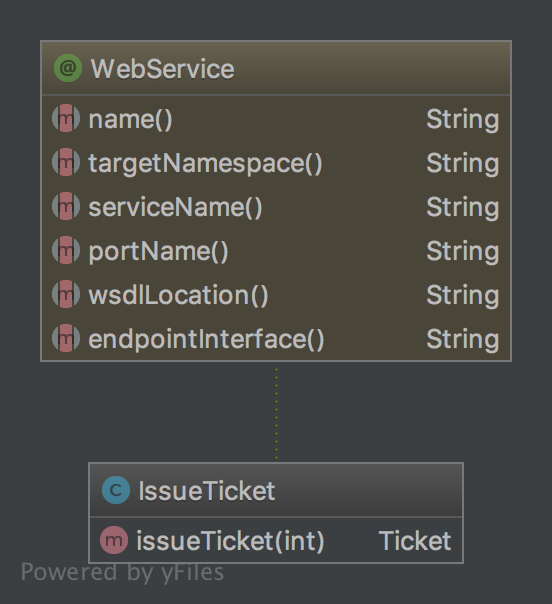 @ WebService
m name() String
m targetNamespace() String
m serviceName() String
m portName() String
m wsdlLocation() String
m endpointInterface() String
C IssueTicket
m issueTicket(int) Ticket
Powered by yFiles